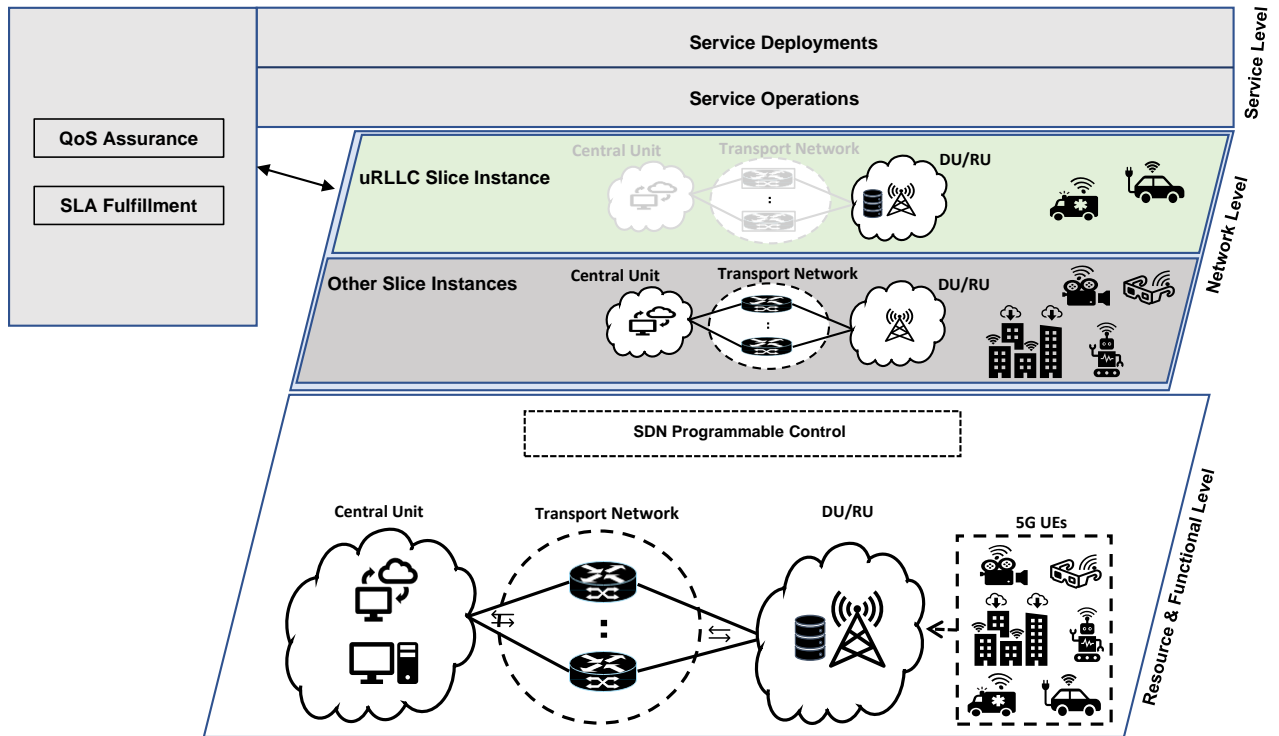 Service Deployments
Service Operations
Service Level
QoS Assurance
SLA Fulfillment
uRLLC Slice Instance
Central Unit
Transport Network
DU/RU
:
Network Level
Other Slice Instances
Central Unit
Transport Network
DU/RU
:
SDN Programmable Control
Central Unit
Transport Network
DU/RU
5G UEs
:
Resource & Functional Level